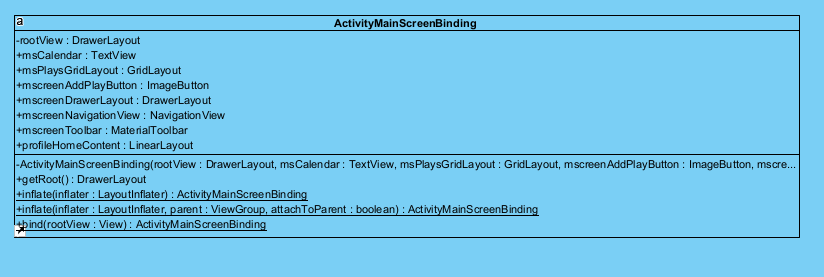 a
ActivityMainScreenBinding
-rootView : DrawerLayout
+msCalendar : TextView
+msPlaysGridLayout : GridLayout
+mscreenAddPlayButton : ImageButton
+mscreenDrawerLayout : DrawerLayout
+mscreenNavigationView : NavigationView
+mscreenToolbar : MaterialToolbar
+profileHomeContent : LinearLayout
-ActivityMainScreenBinding(rootView : DrawerLayout, msCalendar : TextView, msPlaysGridLayout : GridLayout, mscreenAddPlayButton : ImageButton, mscre...
+getRoot() : DrawerLayout
+inflate(inflater : LayoutInflater) : ActivityMainScreenBinding
+inflate(inflater : LayoutInflater, parent : ViewGroup, attachToParent : boolean) : ActivityMainScreenBinding
+bind(rootView : View) : ActivityMainScreenBinding